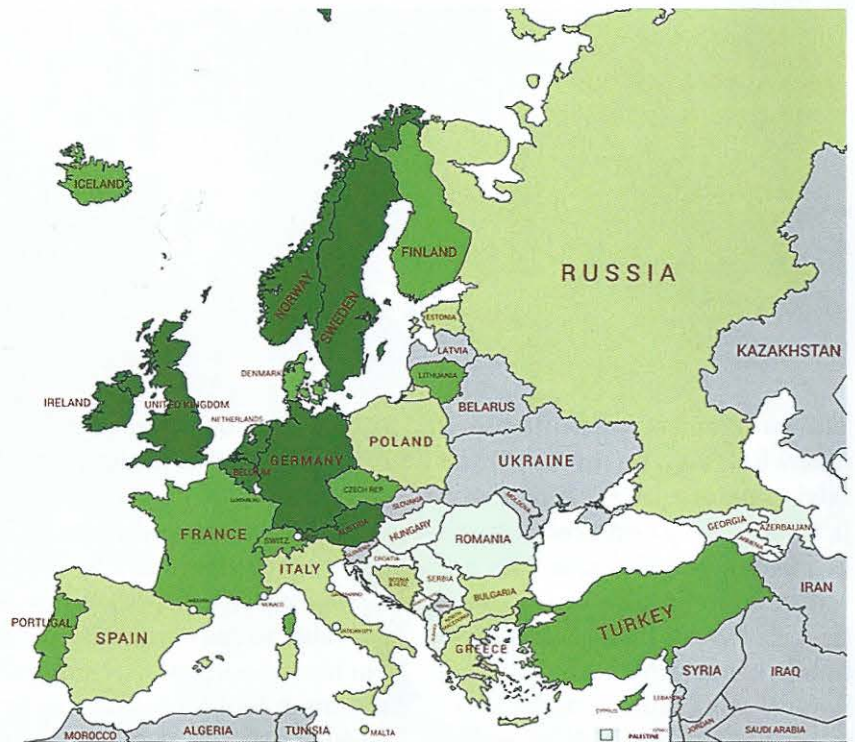 ICELAND
NORWAY
SWEDEN
FINLAND
RUSSIA
ESTONIA
LATVIA
LITHUANIA
DENMARK
IRELAND
UNITED KINGDOM
NETHERLANDS
BELGIUM
GERMANY
POLAND
BELARUS
KAZAKHSTAN
UKRAINE
CZECH REP.
SLOVAKIA
MOLDOVA
FRANCE
SWITZ.
AUSTRIA
HUNGARY
ROMANIA
GEORGIA
AZERBAIJAN
ITALY
CROATIA
SERBIA
BULGARIA
MONACO
VATICAN CITY
PORTUGAL
SPAIN
GREECE
TURKEY
IRAN
SYRIA
IRAQ
CYPRUS
JORDAN
MOROCCO
ALGERIA
TUNISIA
MALTA
PALESTINE
SAUDI ARABIA